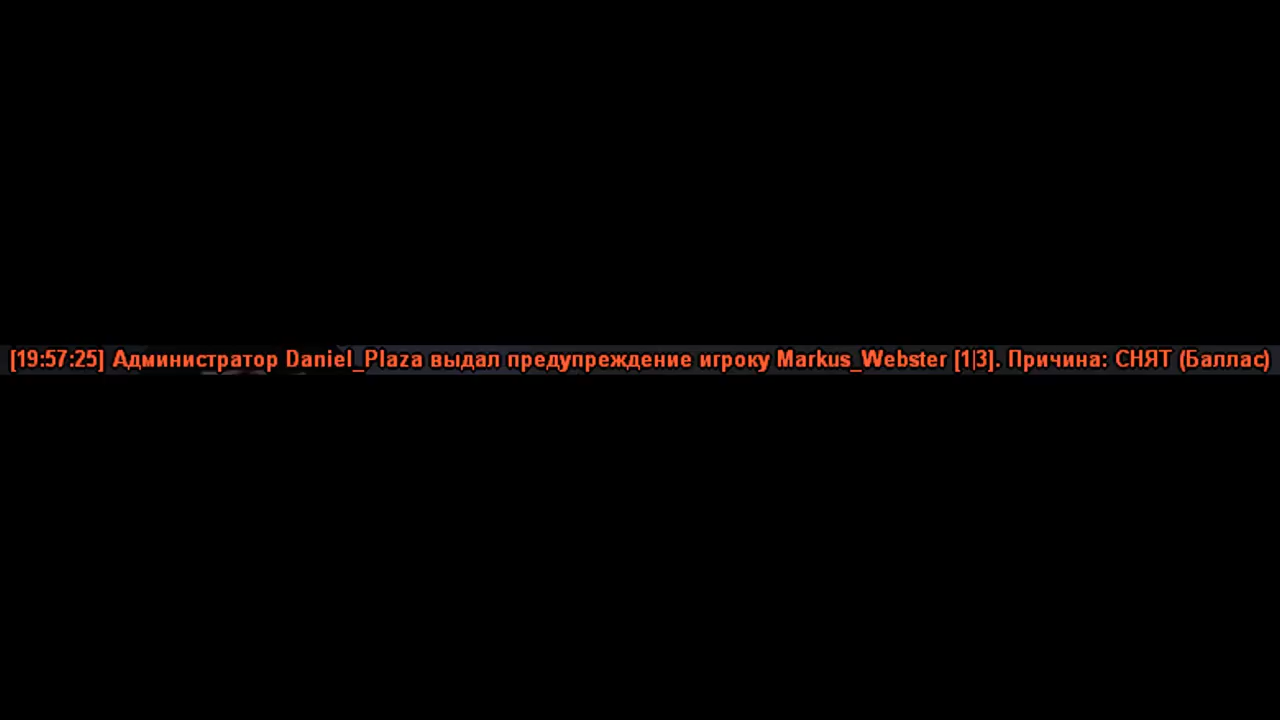 [19:57:25] Администратор Daniel_Plaza выдал предупреждение игроку Markus_Webster [1|3]. Причина: СНЯТ (Баллас)